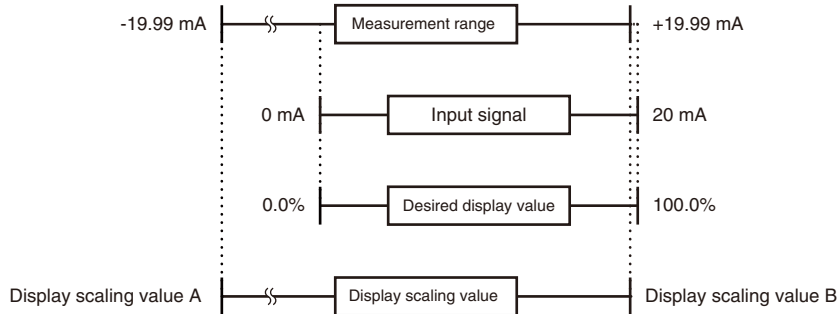 -19.99 mA Measurement range +19.99 mA
0 mA Input signal 20 mA
0.0% Desired display value 100.0%
Display scaling value A Display scaling value Display scaling value B